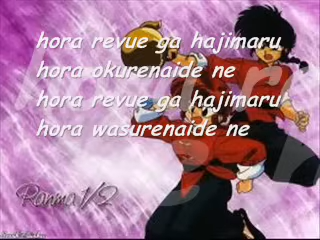 hora revue ga hajimaru
hora okurenaide ne
hora revue ga hajimaru
hora wasurenaide ne
Ranma 1/2